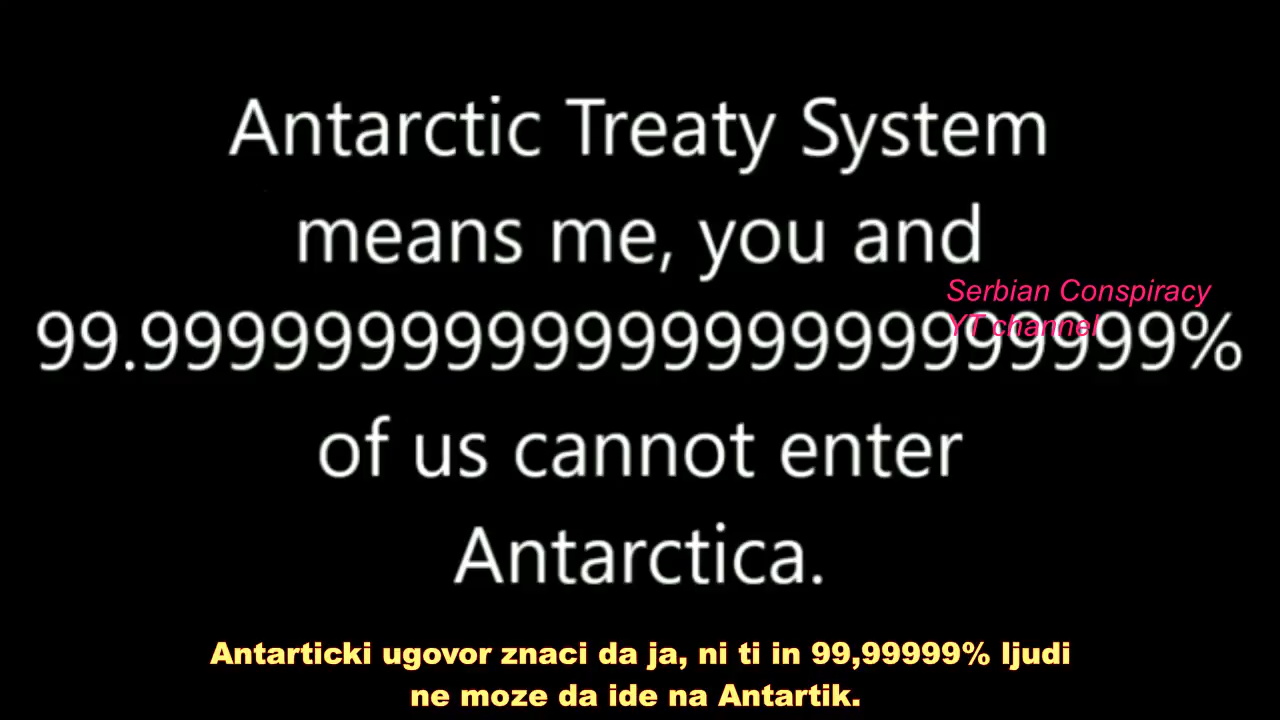 Antarctic Treaty System
means me, you and
Serbian Conspiracy
YT channel
99.999999999999999999999999%
of us cannot enter
Antarctica.
Antarticki ugovor znaci da ja, ni ti in 99,99999% ljudi
ne moze da ide na Antartik.